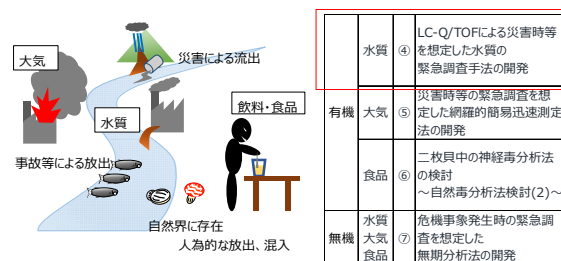 災害による流出
大気
飲料・食品
水質
事故等による放出
自然界に存在
人為的な放出、混入
有機
水質
④
LC-Q/TOFによる災害時等
を想定した水質の
緊急調査手法の開発
大気
⑤
災害時等の緊急調査を想
定した網羅的簡易迅速測定
法の開発
食品
⑥
二枚貝中の神経毒分析法
の検討
~自然毒分析法検討(2)~
無機
水質
大気
食品
⑦
危機事象発生時の緊急調
査を想定した
無期分析法の開発